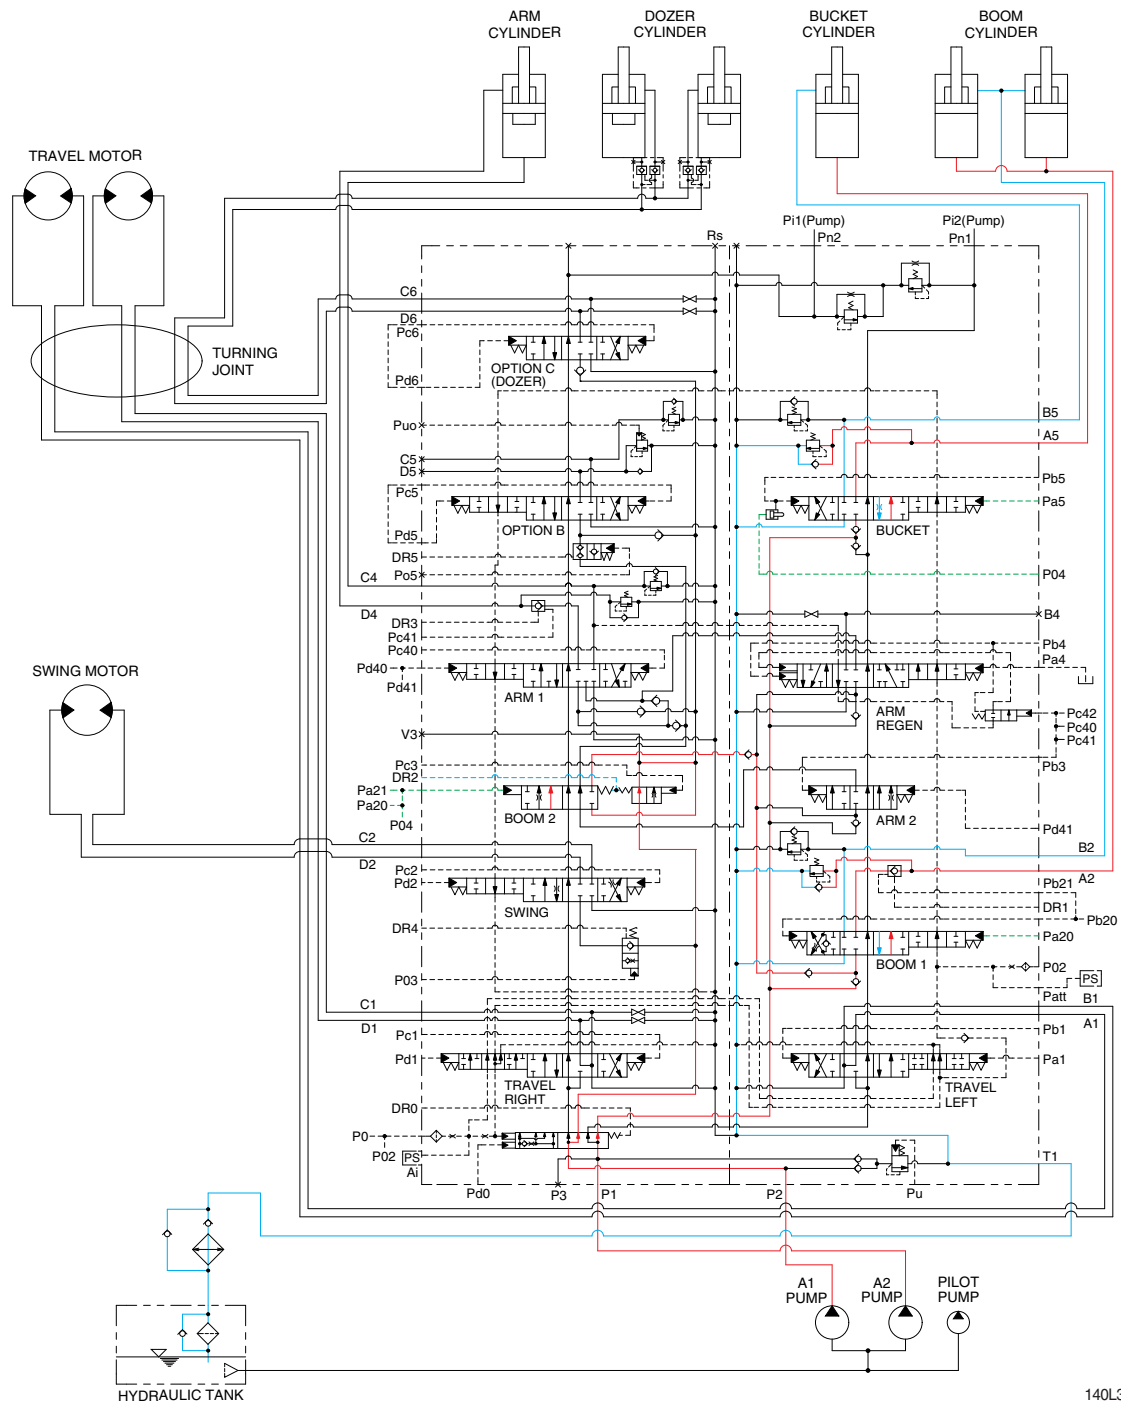 ARM
CYLINDER
DOZER
CYLINDER
BUCKET
CYLINDER
BOOM
CYLINDER
TRAVEL MOTOR
TURNING
JOINT
SWING MOTOR
Rs
Pi1(Pump)
Pn2
Pi2(Pump)
Pn1
C6
D6
Pc6
Pd6
OPTION C
(DOZER)
Puo
C5
D5
Pc5
Pd5
OPTION B
DR5
Po5
C4
D4
DR3
Pc41
Pc40
Pd40
Pd41
ARM 1
V3
Pc3
DR2
Pa21
Pa20
P04
BOOM 2
C2
D2
Pc2
Pd2
SWING
DR4
P03
C1
D1
Pc1
Pd1
TRAVEL
RIGHT
DR0
P0
P02
PS
Ai
Pd0
P3
P1
P2
Pu
B5
A5
Pb5
Pa5
BUCKET
P04
B4
Pb4
Pa4
ARM
REGEN
Pc42
Pc40
Pc41
Pb3
ARM 2
Pd41
B2
A2
Pb21
DR1
Pb20
Pa20
BOOM 1
P02
PS
Patt
B1
A1
Pb1
Pa1
TRAVEL
LEFT
T1
A1
PUMP
A2
PUMP
PILOT
PUMP
HYDRAULIC TANK
140L3